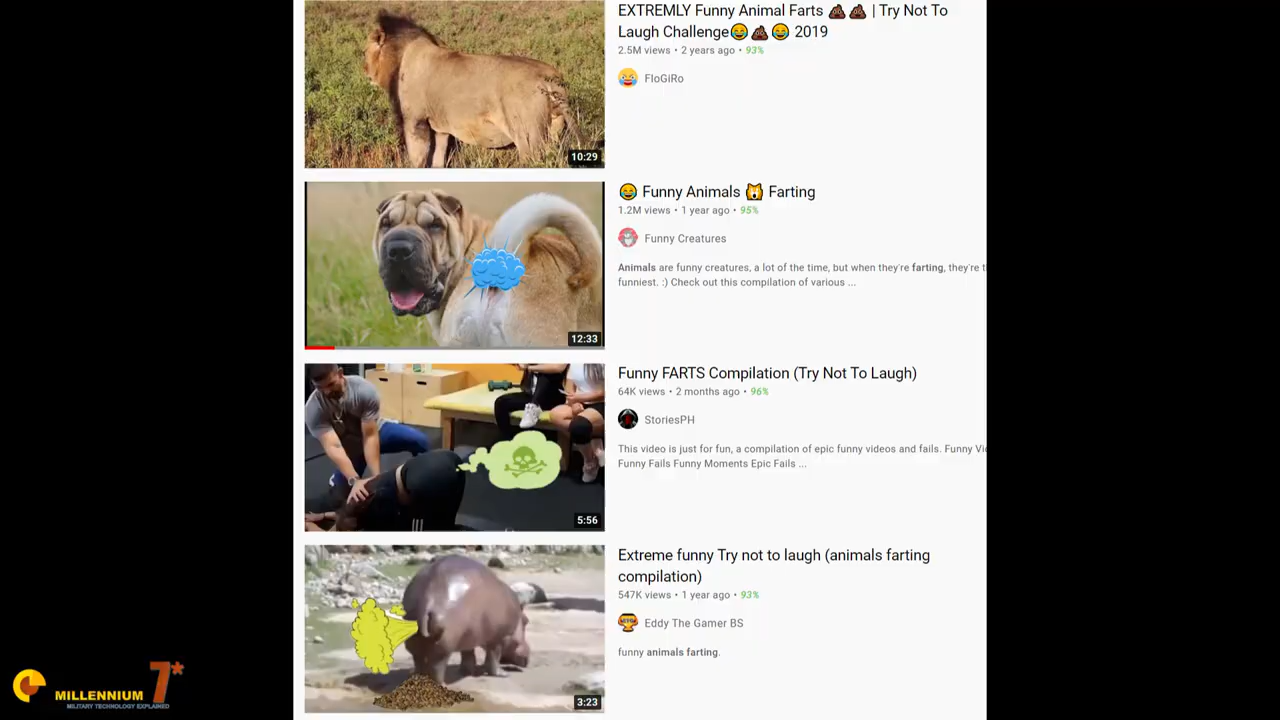 EXTREMLY Funny Animal Farts 💩 💩 | Try Not To
Laugh Challenge😂💩😂 2019
2.5M views • 2 years ago • 93%
FloGiRo
10:29
😂 Funny Animals 🙀 Farting
1.2M views • 1 year ago • 95%
Funny Creatures
Animals are funny creatures, a lot of the time, but when they're farting, they're t
funniest. :) Check out this compilation of various ...
12:33
Funny FARTS Compilation (Try Not To Laugh)
64K views • 2 months ago • 96%
StoriesPH
This video is just for fun, a compilation of epic funny videos and fails. Funny Vi
Funny Fails Funny Moments Epic Fails ...
5:56
Extreme funny Try not to laugh (animals farting
compilation)
547K views • 1 year ago • 93%
Eddy The Gamer BS
funny animals farting.
3:23
MILLENNIUM 7*
MILITARY TECHNOLOGY EXPLAINED